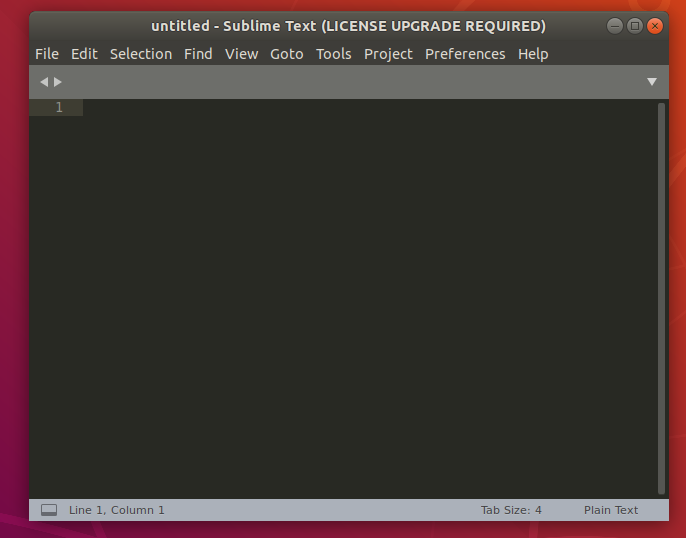 untitled - Sublime Text (LICENSE UPGRADE REQUIRED)
File Edit Selection Find View Goto Tools Project Preferences Help
1
Line 1, Column 1 Tab Size: 4 Plain Text